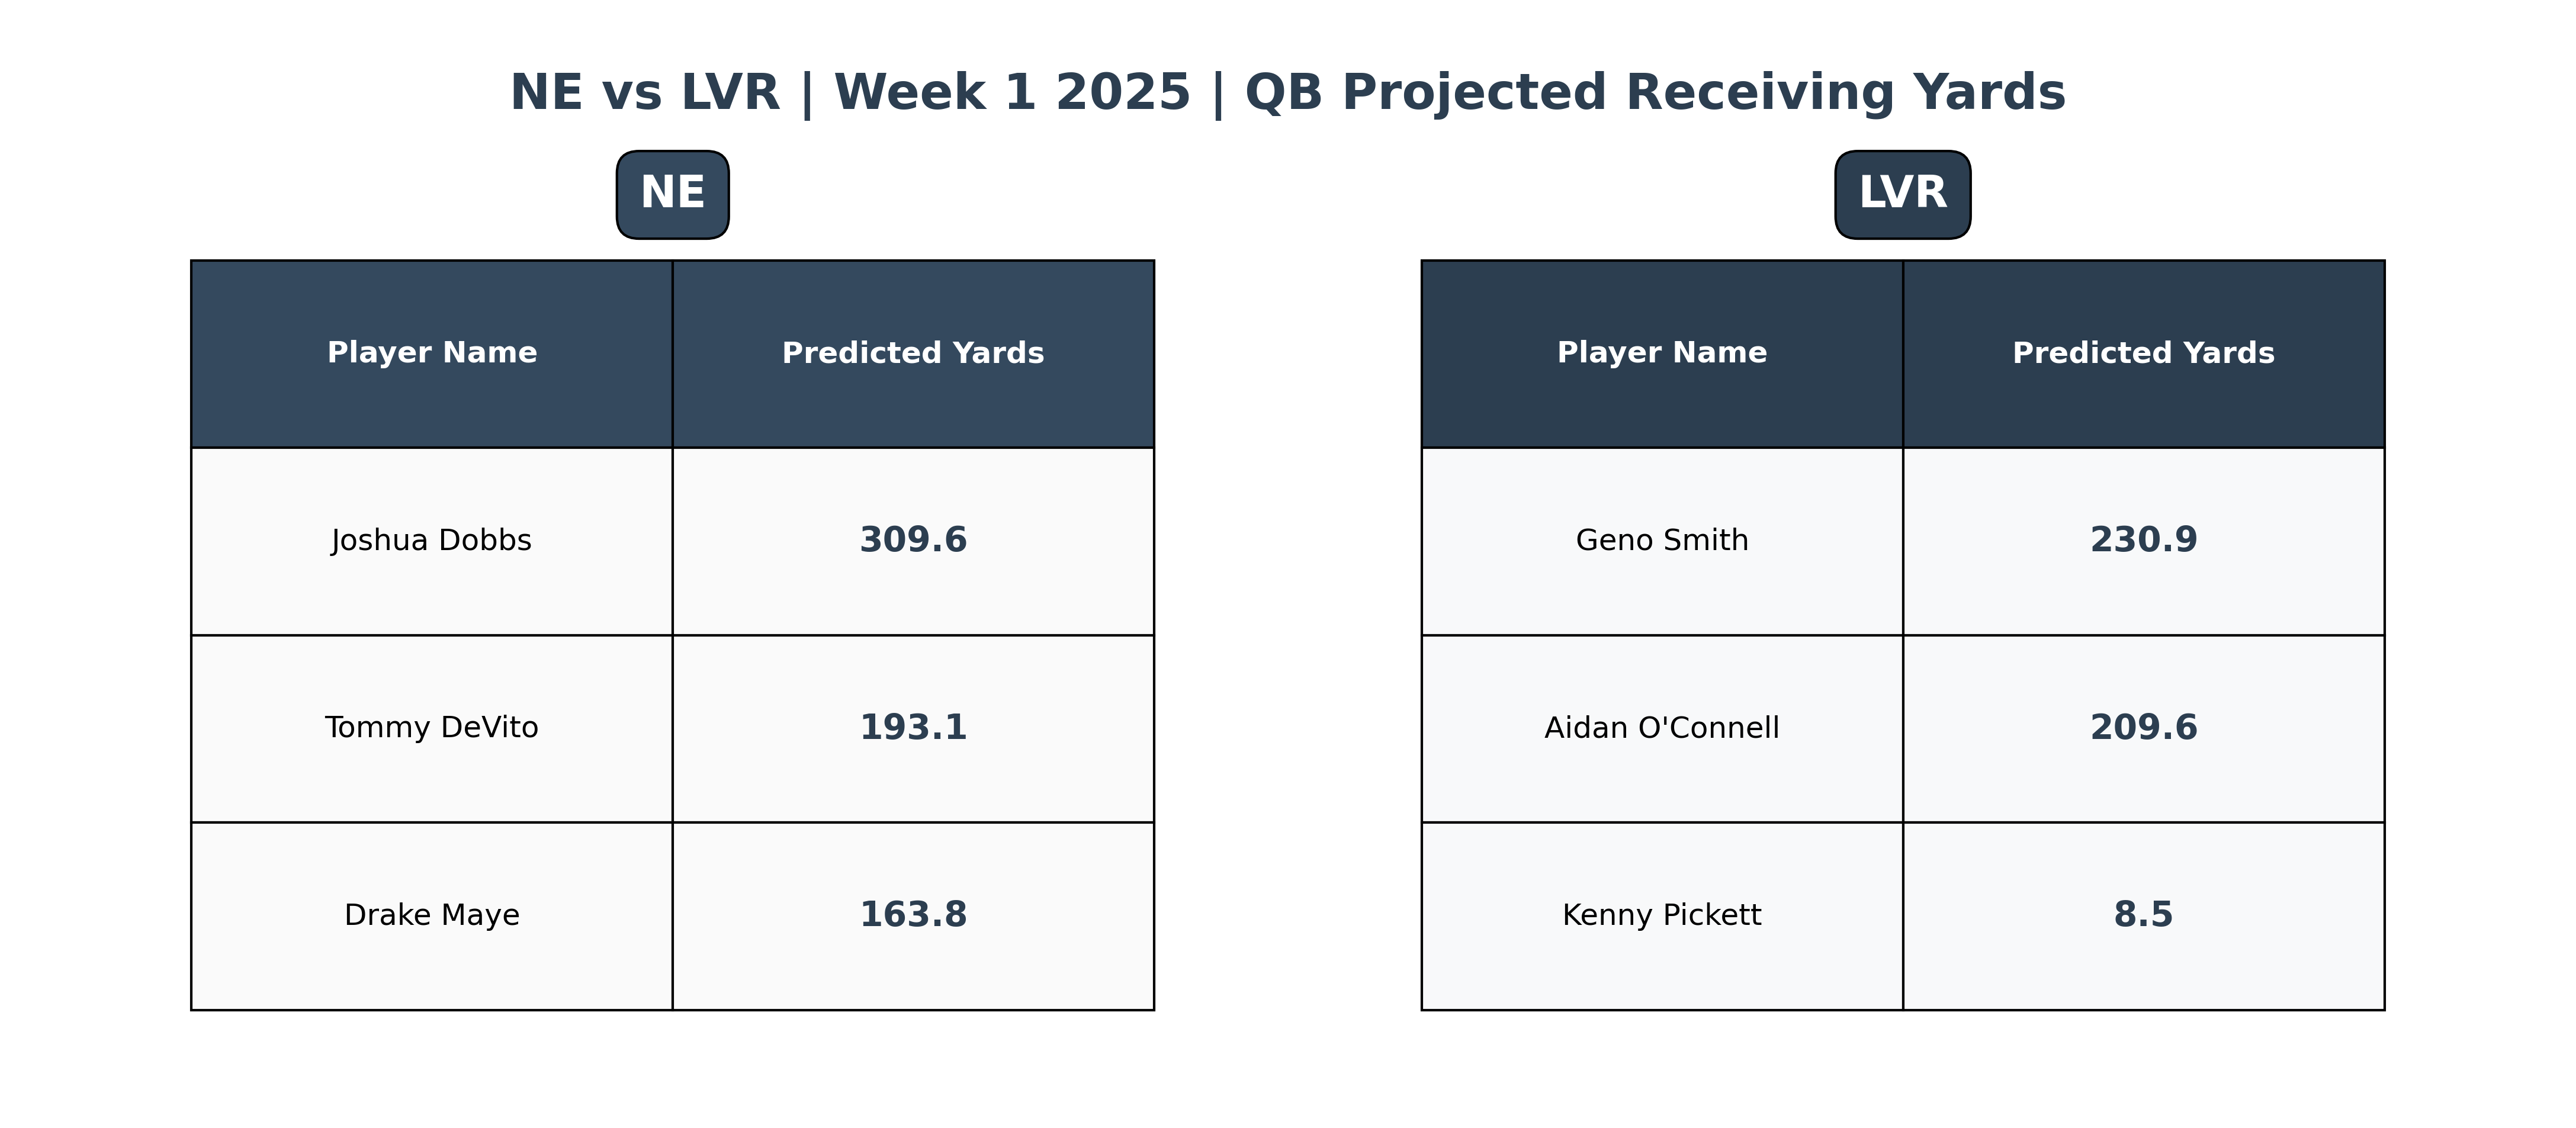 NE vs LVR | Week 1 2025 | QB Projected Receiving Yards
NE
Player Name Predicted Yards
Joshua Dobbs 309.6
Tommy DeVito 193.1
Drake Maye 163.8
LVR
Player Name Predicted Yards
Geno Smith 230.9
Aidan O'Connell 209.6
Kenny Pickett 8.5